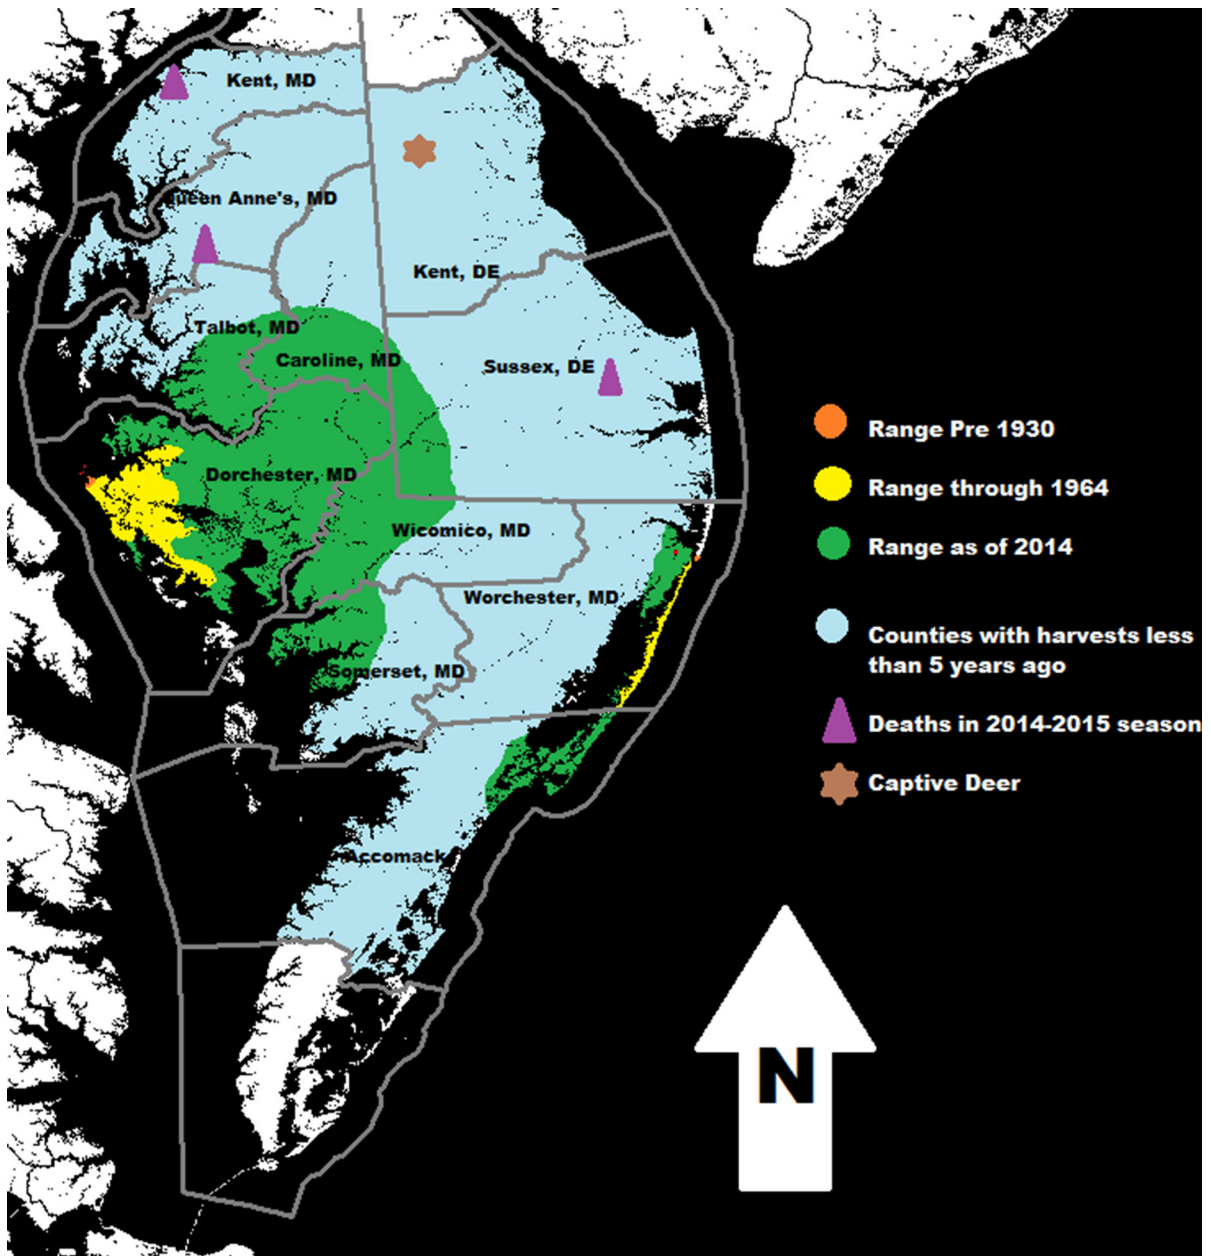 Kent, MD
Queen Anne's, MD
Kent, DE
Talbot, MD
Caroline, MD
Sussex, DE
Dorchester, MD
Wicomico, MD
Worchester, MD
Somerset, MD
Accomack
Range Pre 1930
Range through 1964
Range as of 2014
Counties with harvests less
than 5 years ago
Deaths in 2014-2015 season
Captive Deer
N